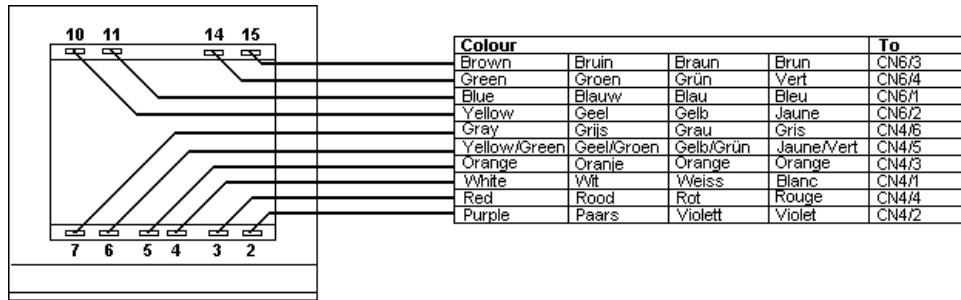 10 11 14 15
Colour To
Brown Bruin Braun Brun CN6/3
Green Groen Grün Vert CN6/4
Blue Blauw Blau Bleu CN6/1
Yellow Geel Gelb Jaune CN6/2
Gray Grijs Grau Gris CN4/6
Yellow/Green Geel/Groen Gelb/Grün Jaune/Vert CN4/5
Orange Oranje Orange Orange CN4/3
White Wit Weiss Blanc CN4/1
Red Rood Rot Rouge CN4/4
Purple Paars Violett Violet CN4/2
7 6 5 4 3 2